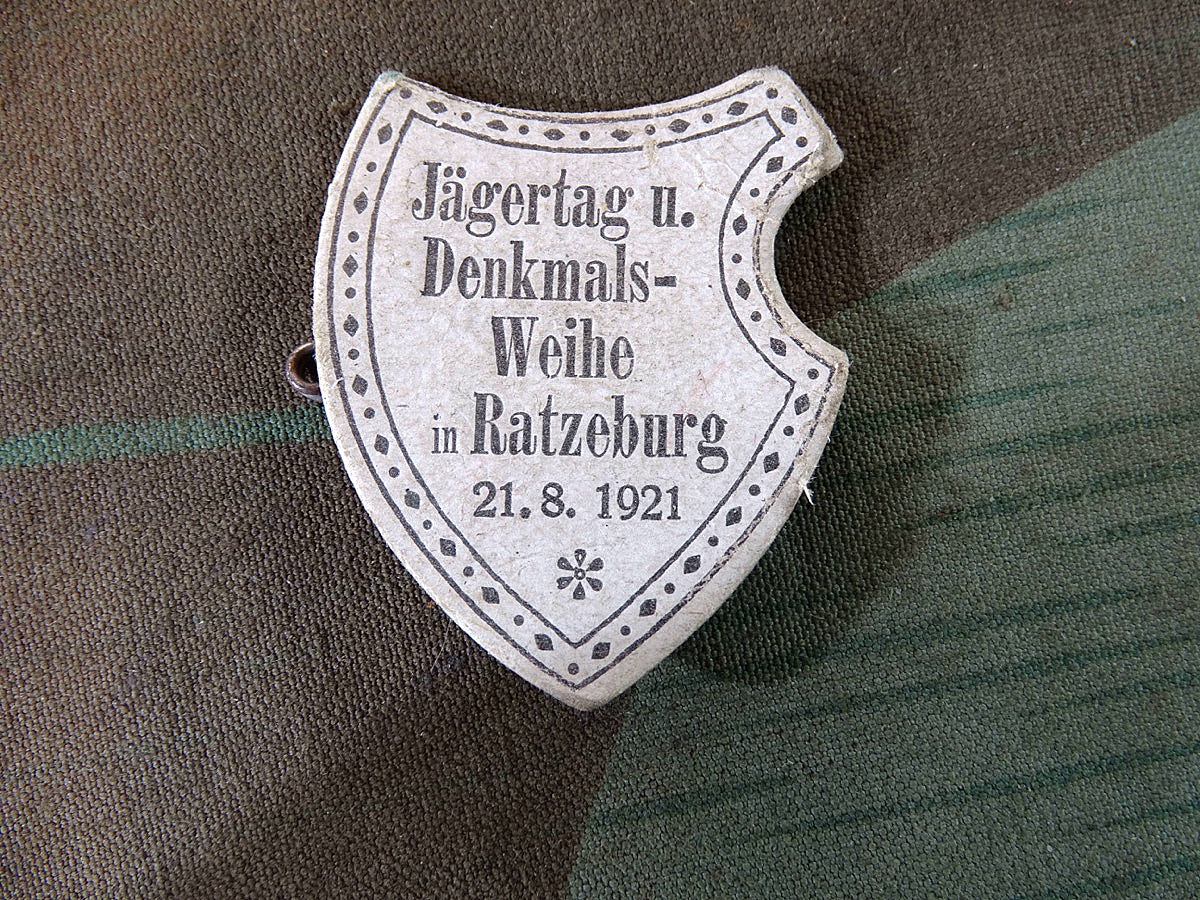 Jägertag u.
Denkmals-
Weihe
in Ratzeburg
21. 8. 1921